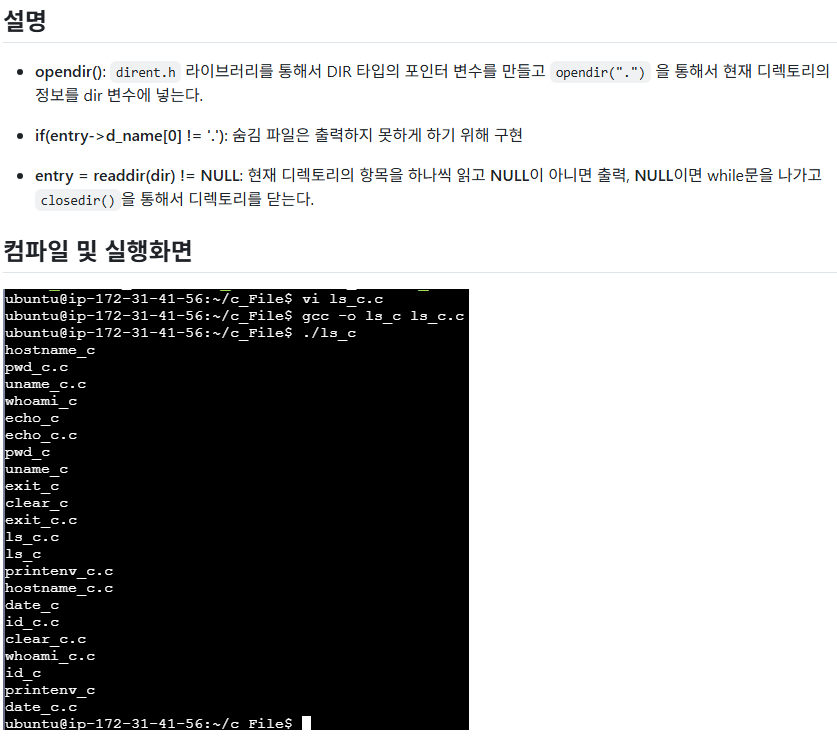 설명
opendir(): dirent.h 라이브러리를 통해서 DIR 타입의 포인터 변수를 만들고 opendir(".") 을 통해서 현재 디렉토리의
정보를 dir 변수에 넣는다.
if(entry->d_name[0] != '.'): 숨김 파일은 출력하지 못하게 하기 위해 구현
entry = readdir(dir) != NULL: 현재 디렉토리의 항목을 하나씩 읽고 NULL이 아니면 출력, NULL이면 while문을 나가고
closedir() 을 통해서 디렉토리를 닫는다.
컴파일 및 실행화면
ubuntu@ip-172-31-41-56:~/c_File$ vi ls_c.c
ubuntu@ip-172-31-41-56:~/c_File$ gcc -o ls_c ls_c.c
ubuntu@ip-172-31-41-56:~/c_File$ ./ls_c
hostname_c
pwd_c.c
uname_c.c
whoami_c
echo_c
echo_c.c
pwd_c
uname_c
exit_c
clear_c
exit_c.c
ls_c.c
ls_c
printenv_c.c
hostname_c.c
date_c
id_c.c
clear_c.c
whoami_c.c
id_c
printenv_c
date_c.c
ubuntu@ip-172-31-41-56:~/c_File$